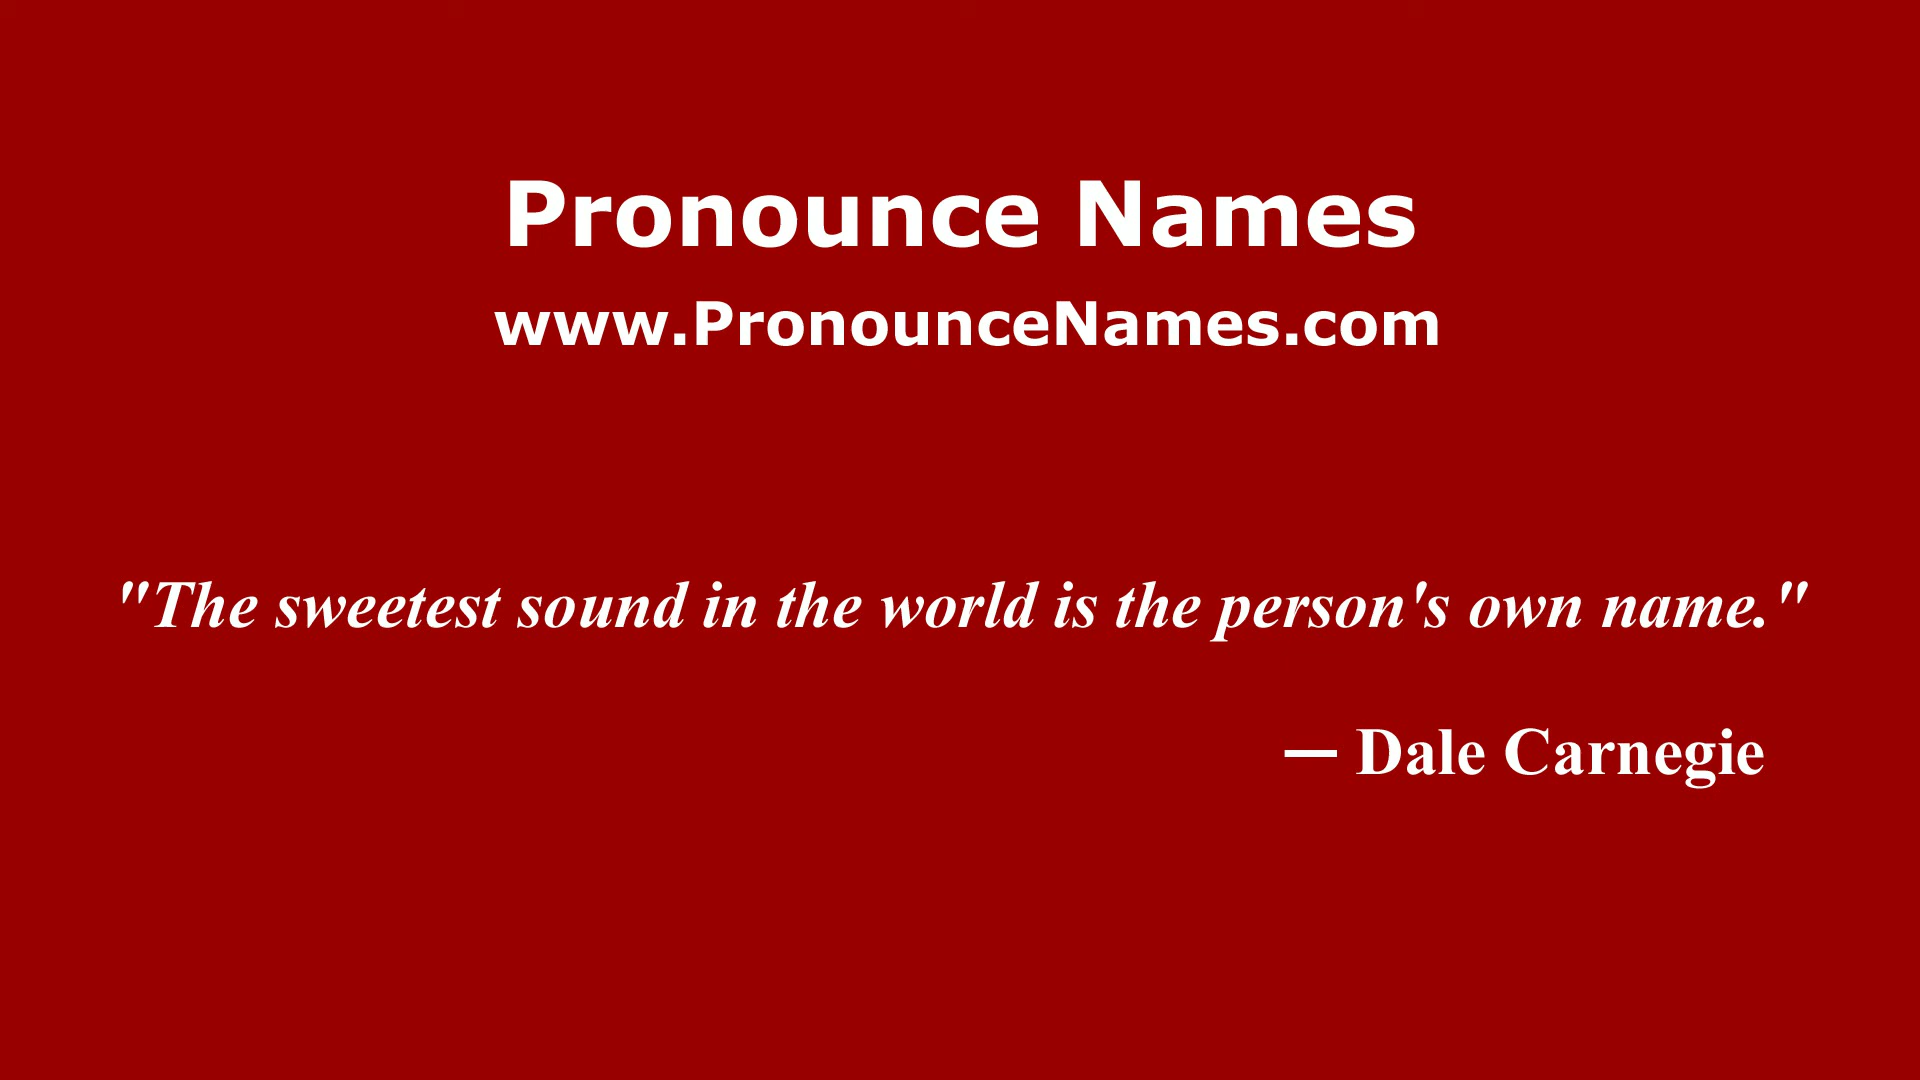 Pronounce Names
www.PronounceNames.com
"The sweetest sound in the world is the person's own name."
— Dale Carnegie